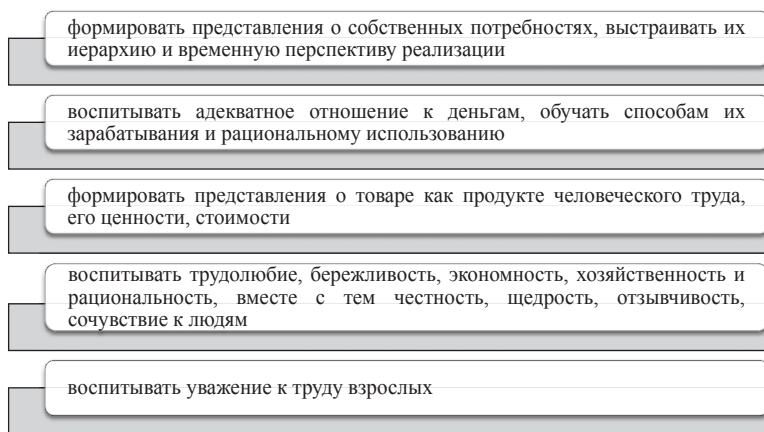 формировать представления о собственных потребностях, выстраивать их
иерархию и временную перспективу реализации
воспитывать адекватное отношение к деньгам, обучать способам их
зарабатывания и рациональному использованию
формировать представления о товаре как продукте человеческого труда,
его ценности, стоимости
воспитывать трудолюбие, бережливость, экономность, хозяйственность и
рациональность, вместе с тем честность, щедрость, отзывчивость,
сочувствие к людям
воспитывать уважение к труду взрослых